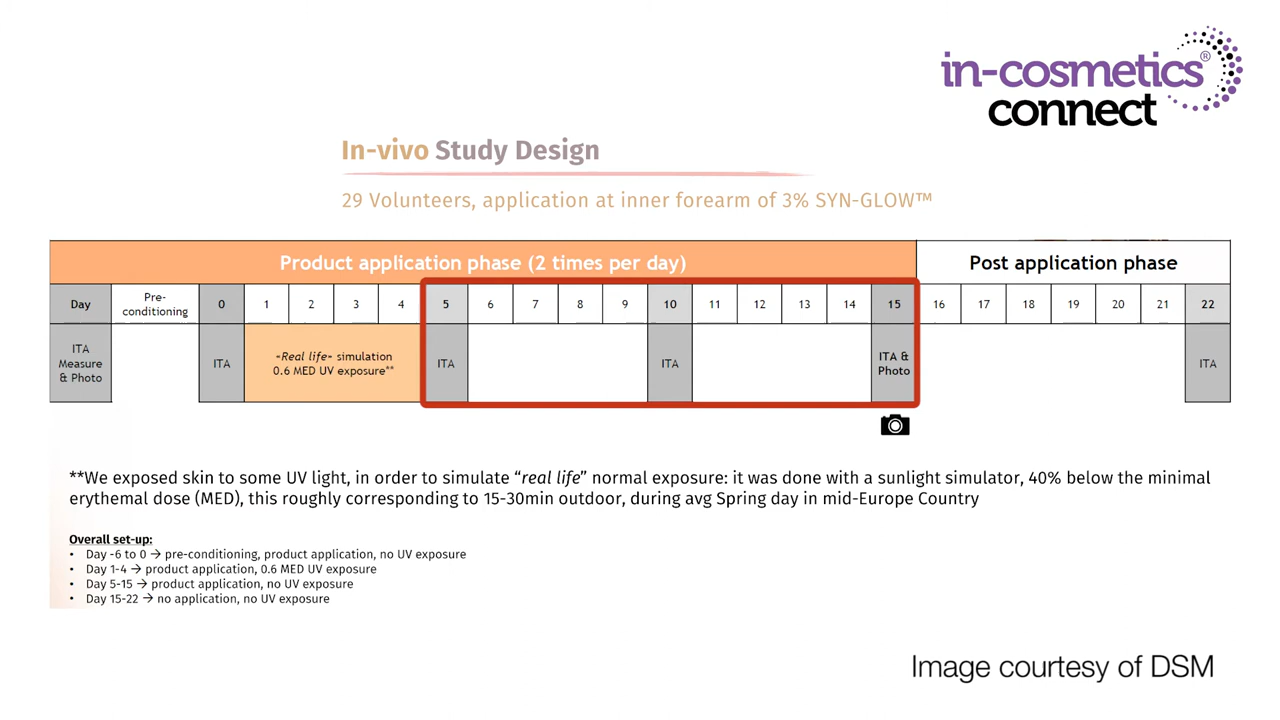 in-cosmetics®
connect
In-vivo Study Design
29 Volunteers, application at inner forearm of 3% SYN-GLOW™
Product application phase (2 times per day) Post application phase
Day Pre-conditioning 0 1 2 3 4 5 6 7 8 9 10 11 12 13 14 15 16 17 18 19 20 21 22
ITA Measure & Photo ITA «Real life» simulation 0.6 MED UV exposure** ITA ITA ITA & Photo ITA
**We exposed skin to some UV light, in order to simulate “real life” normal exposure: it was done with a sunlight simulator, 40% below the minimal
erythemal dose (MED), this roughly corresponding to 15-30min outdoor, during avg Spring day in mid-Europe Country
Overall set-up:
• Day -6 to 0 → pre-conditioning, product application, no UV exposure
• Day 1-4 → product application, 0.6 MED UV exposure
• Day 5-15 → product application, no UV exposure
• Day 15-22 → no application, no UV exposure
Image courtesy of DSM